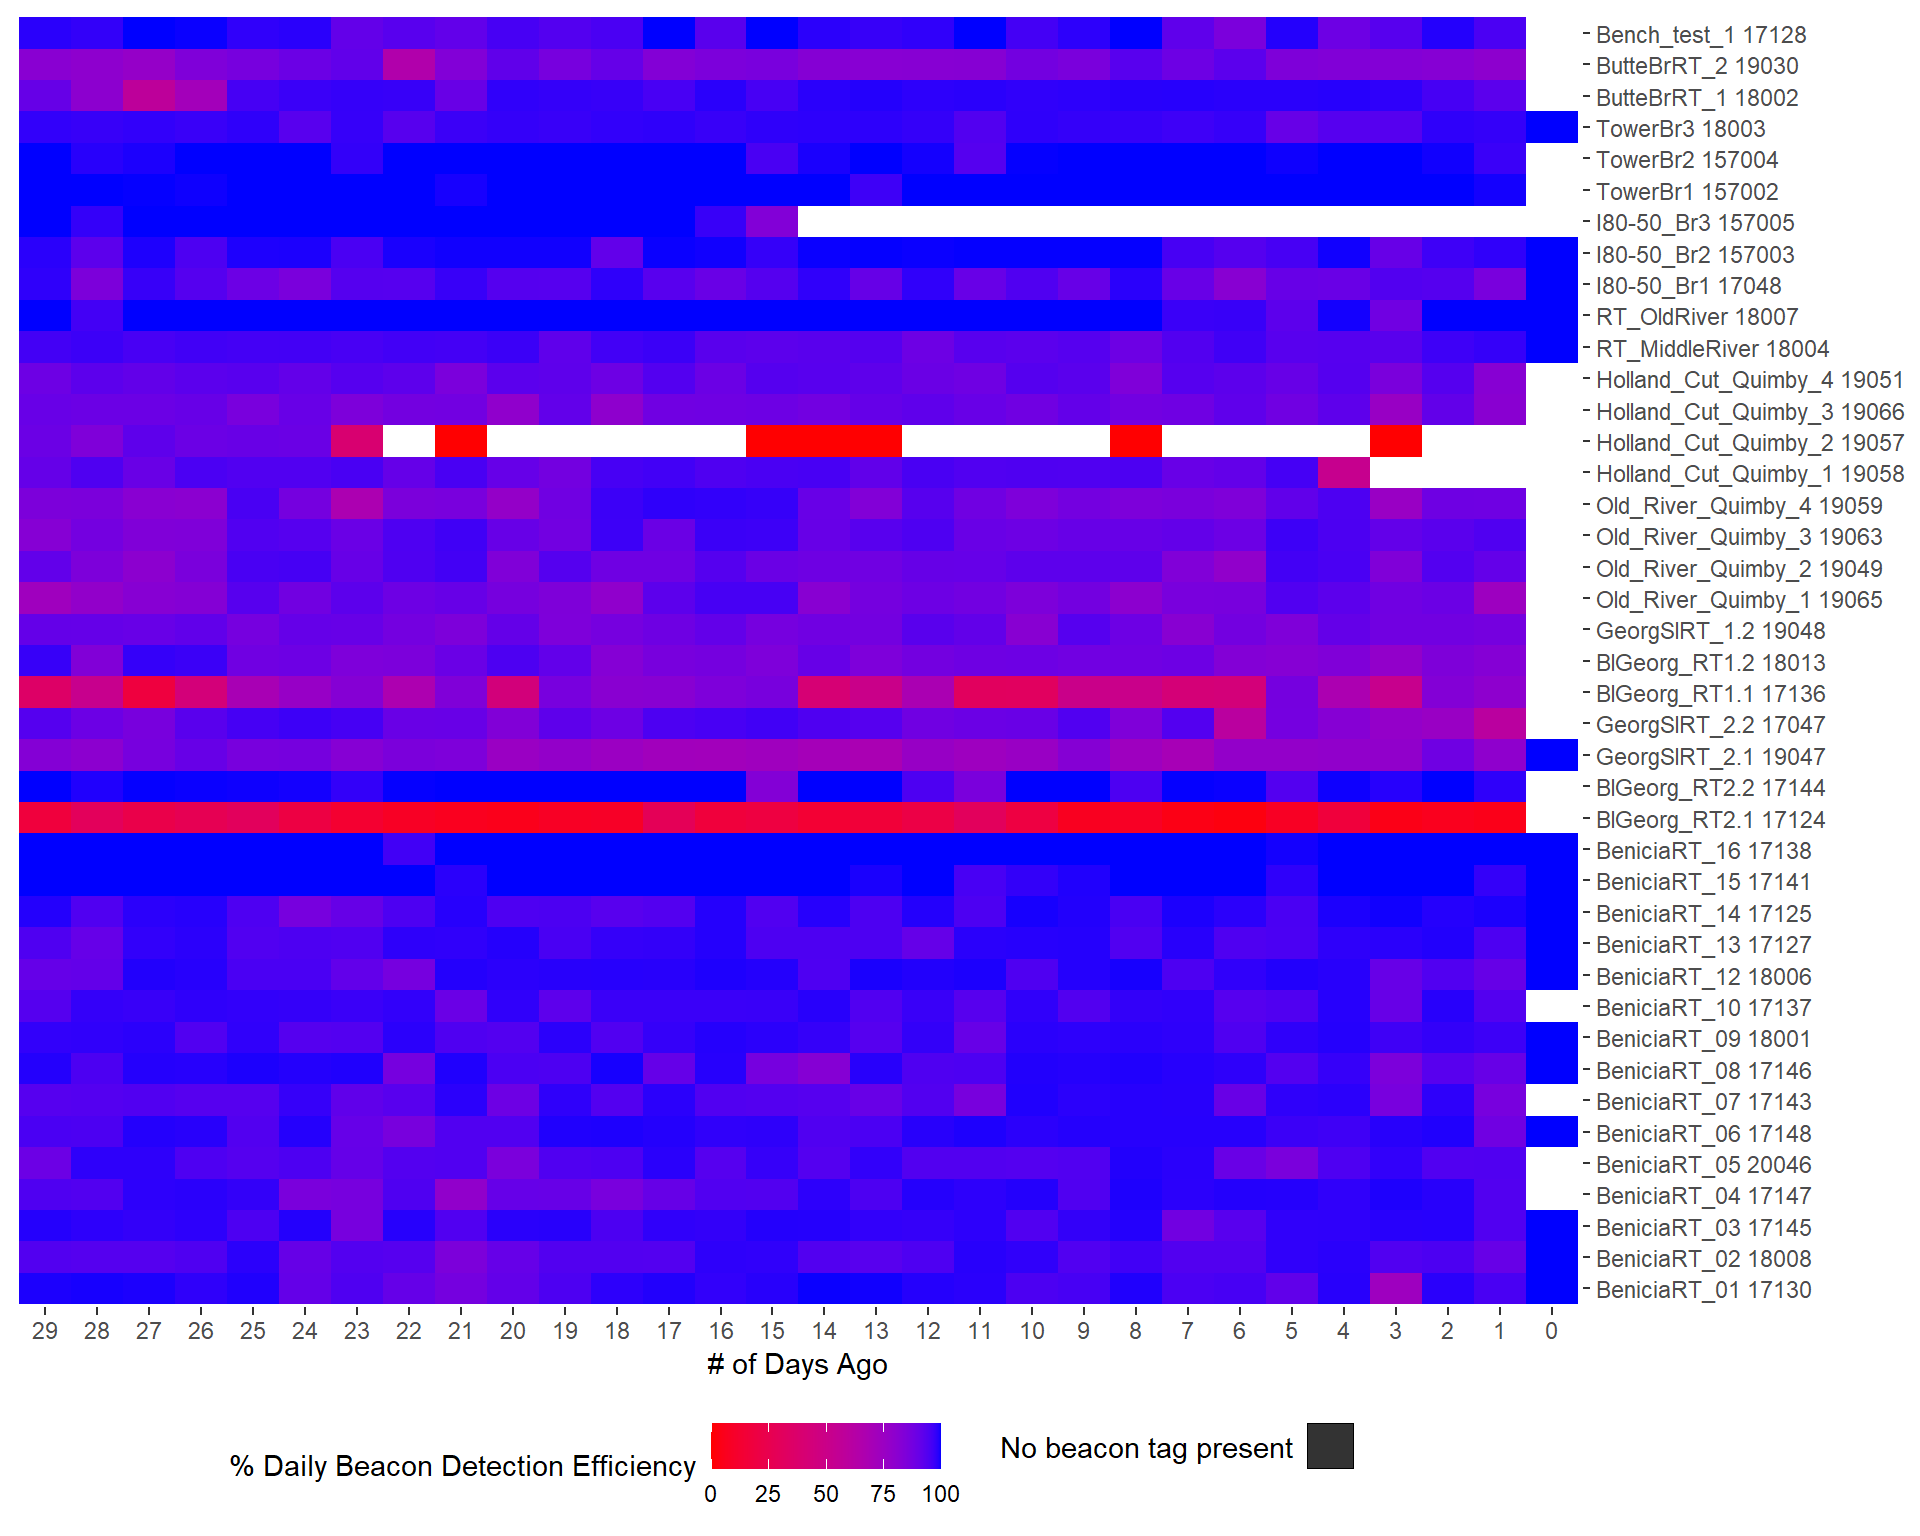 Bench_test_1 17128
ButteBrRT_2 19030
ButteBrRT_1 18002
TowerBr3 18003
TowerBr2 157004
TowerBr1 157002
I80-50_Br3 157005
I80-50_Br2 157003
I80-50_Br1 17048
RT_OldRiver 18007
RT_MiddleRiver 18004
Holland_Cut_Quimby_4 19051
Holland_Cut_Quimby_3 19066
Holland_Cut_Quimby_2 19057
Holland_Cut_Quimby_1 19058
Old_River_Quimby_4 19059
Old_River_Quimby_3 19063
Old_River_Quimby_2 19049
Old_River_Quimby_1 19065
GeorgSlRT_1.2 19048
BlGeorg_RT1.2 18013
BlGeorg_RT1.1 17136
GeorgSlRT_2.2 17047
GeorgSlRT_2.1 19047
BlGeorg_RT2.2 17144
BlGeorg_RT2.1 17124
BeniciaRT_16 17138
BeniciaRT_15 17141
BeniciaRT_14 17125
BeniciaRT_13 17127
BeniciaRT_12 18006
BeniciaRT_10 17137
BeniciaRT_09 18001
BeniciaRT_08 17146
BeniciaRT_07 17143
BeniciaRT_06 17148
BeniciaRT_05 20046
BeniciaRT_04 17147
BeniciaRT_03 17145
BeniciaRT_02 18008
BeniciaRT_01 17130
29 28 27 26 25 24 23 22 21 20 19 18 17 16 15 14 13 12 11 10 9 8 7 6 5 4 3 2 1 0
# of Days Ago
% Daily Beacon Detection Efficiency
0 25 50 75 100
No beacon tag present